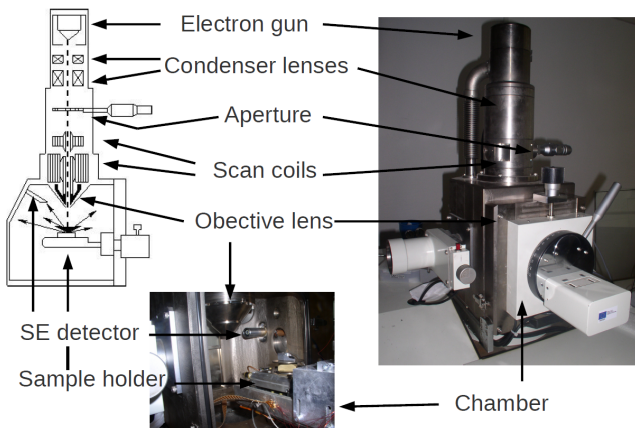 Electron gun
Condenser lenses
Aperture
Scan coils
Obective lens
SE detector
Sample holder
Chamber